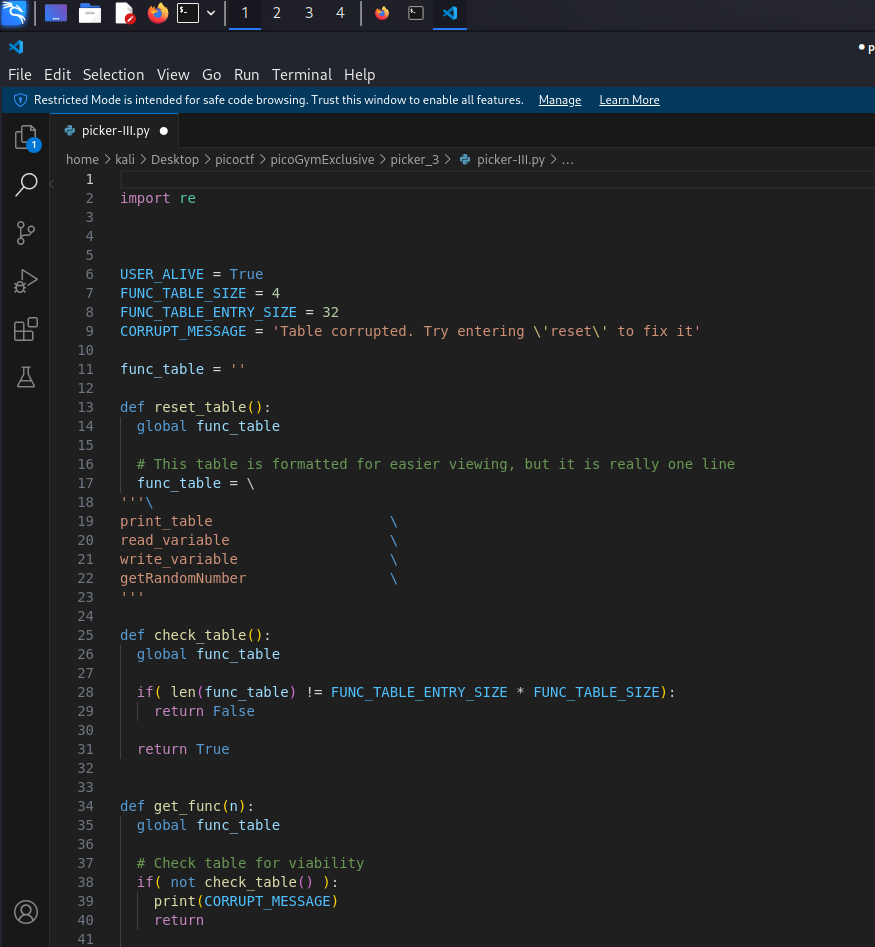 1 2 3 4
p
File Edit Selection View Go Run Terminal Help
Restricted Mode is intended for safe code browsing. Trust this window to enable all features. Manage Learn More
1 picker-III.py
home > kali > Desktop > picoctf > picoGymExclusive > picker_3 > picker-III.py > ...
1
2 import re
3
4
5
6 USER_ALIVE = True
7 FUNC_TABLE_SIZE = 4
8 FUNC_TABLE_ENTRY_SIZE = 32
9 CORRUPT_MESSAGE = 'Table corrupted. Try entering \'reset\' to fix it'
10
11 func_table = ''
12
13 def reset_table():
14   global func_table
15
16   # This table is formatted for easier viewing, but it is really one line
17   func_table = \
18 '''\
19 print_table                     \
20 read_variable                   \
21 write_variable                  \
22 getRandomNumber                 \
23 '''
24
25 def check_table():
26   global func_table
27
28   if( len(func_table) != FUNC_TABLE_ENTRY_SIZE * FUNC_TABLE_SIZE):
29     return False
30
31   return True
32
33
34 def get_func(n):
35   global func_table
36
37   # Check table for viability
38   if( not check_table() ):
39     print(CORRUPT_MESSAGE)
40     return
41